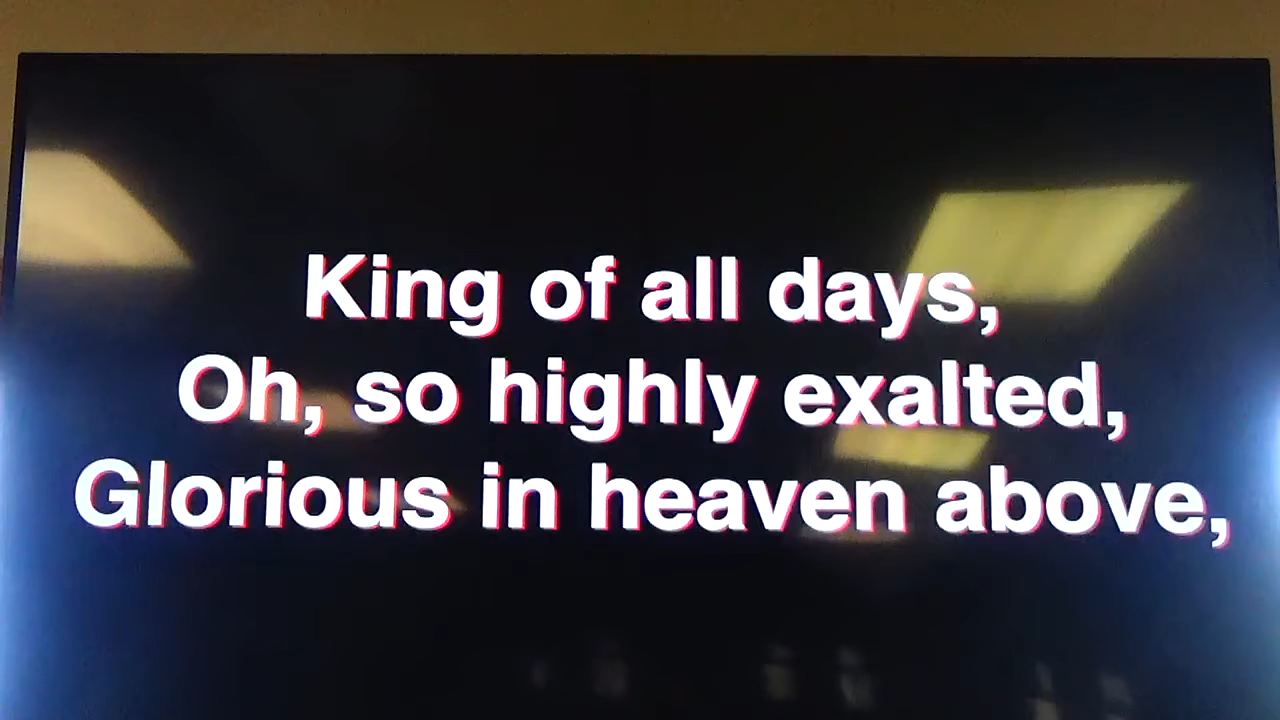 King of all days,
Oh, so highly exalted,
Glorious in heaven above,